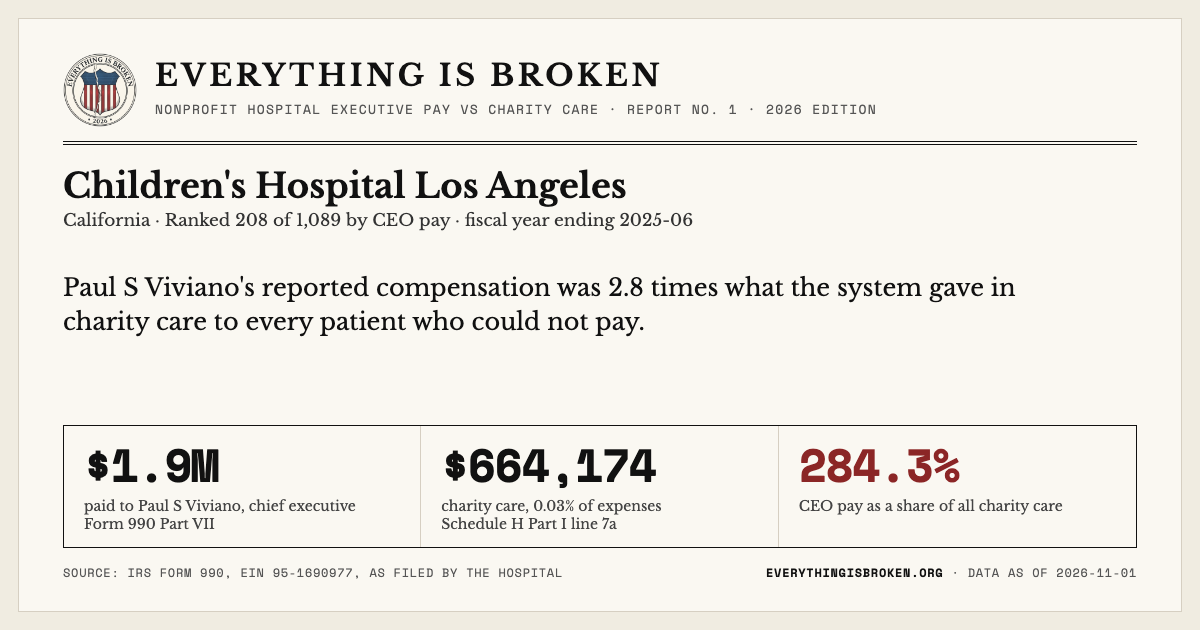 EVERYTHING IS BROKEN
2026
EVERYTHING IS BROKEN
NONPROFIT HOSPITAL EXECUTIVE PAY VS CHARITY CARE · REPORT NO. 1 · 2026 EDITION
Children's Hospital Los Angeles
California · Ranked 208 of 1,089 by CEO pay · fiscal year ending 2025-06
Paul S Viviano's reported compensation was 2.8 times what the system gave in
charity care to every patient who could not pay.
$1.9M
paid to Paul S Viviano, chief executive
Form 990 Part VII
$664,174
charity care, 0.03% of expenses
Schedule H Part I line 7a
284.3%
CEO pay as a share of all charity care
SOURCE: IRS FORM 990, EIN 95-1690977, AS FILED BY THE HOSPITAL
EVERYTHINGISBROKEN.ORG · DATA AS OF 2026-11-01